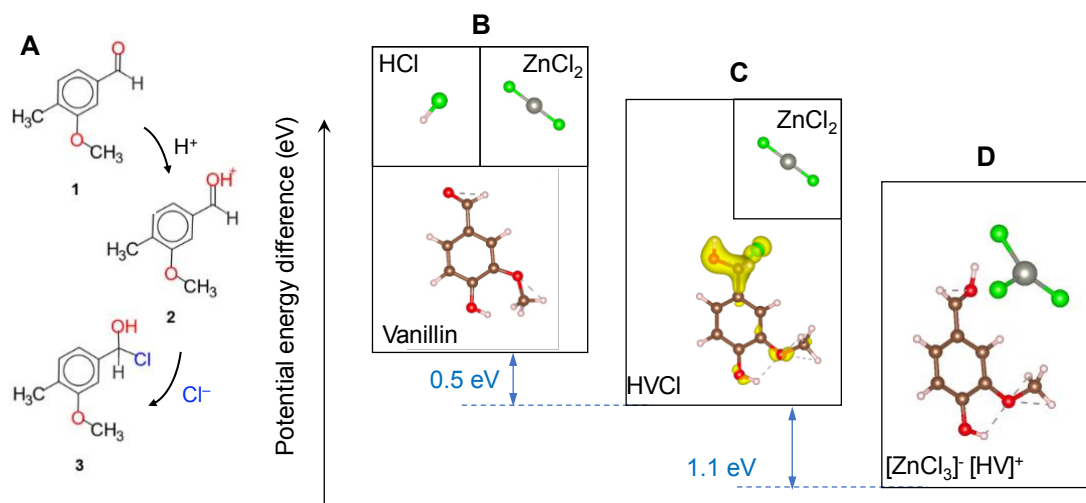 A
O
H
H₃C
O
CH₃
1
H⁺
OH⁺
H
H₃C
O
CH₃
2
OH
Cl
H
H₃C
O
CH₃
3
Cl⁻
Potential energy difference (eV)
B
HCl
ZnCl₂
Vanillin
0.5 eV
C
ZnCl₂
HVCl
1.1 eV
D
[ZnCl₃]⁻ [HV]⁺